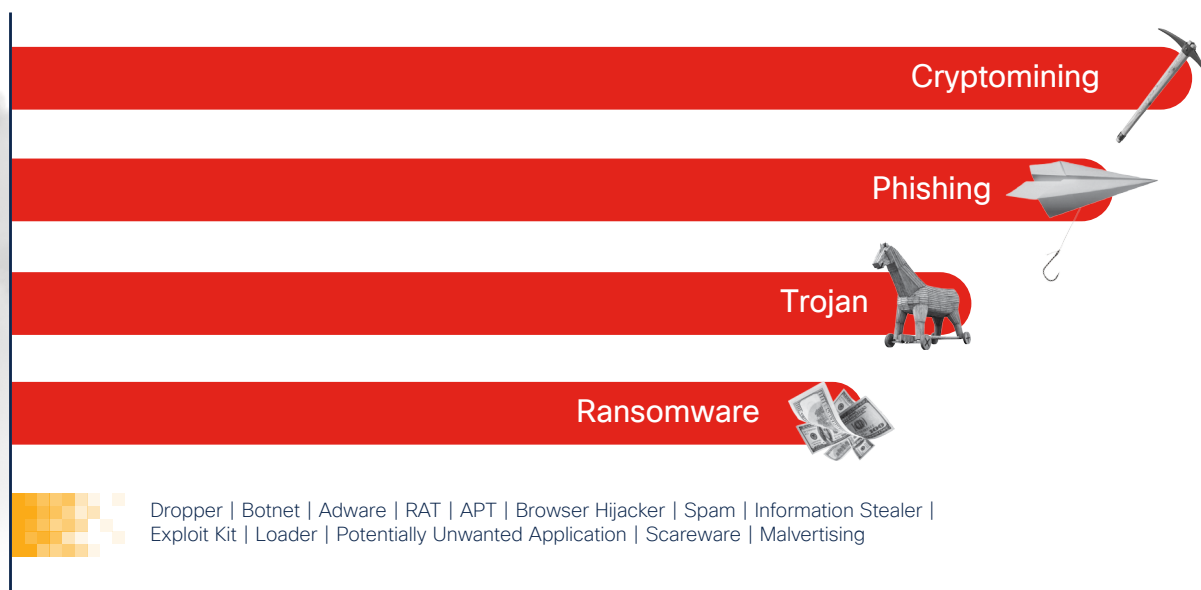 Cryptomining
Phishing
Trojan
Ransomware
Dropper | Botnet | Adware | RAT | APT | Browser Hijacker | Spam | Information Stealer |
Exploit Kit | Loader | Potentially Unwanted Application | Scareware | Malvertising